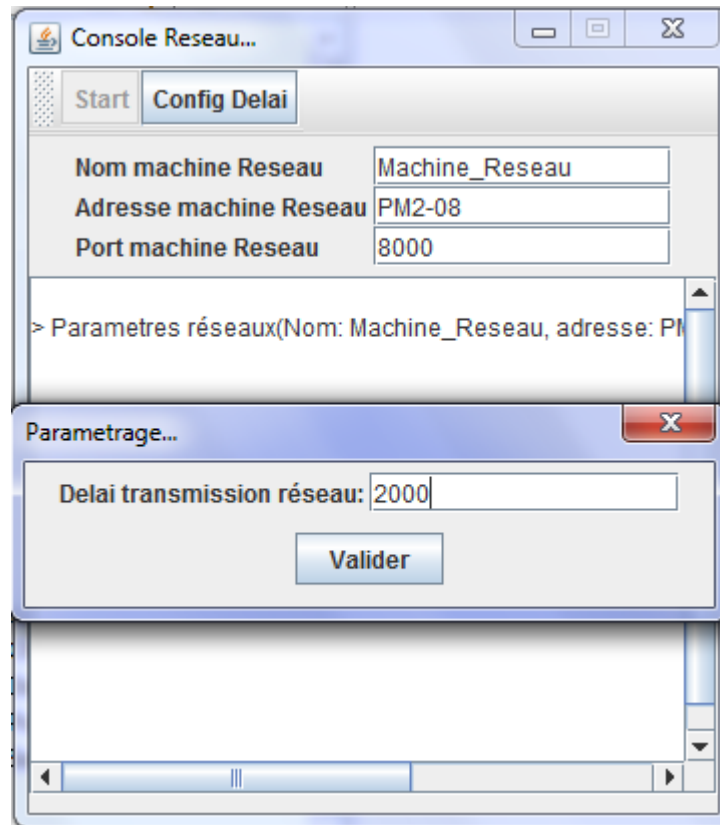 Console Reseau...
Start Config Delai
Nom machine Reseau Machine_Reseau
Adresse machine Reseau PM2-08
Port machine Reseau 8000
> Parametres réseaux(Nom: Machine_Reseau, adresse:
Parametrage...
Delai transmission réseau: 2000
Valider